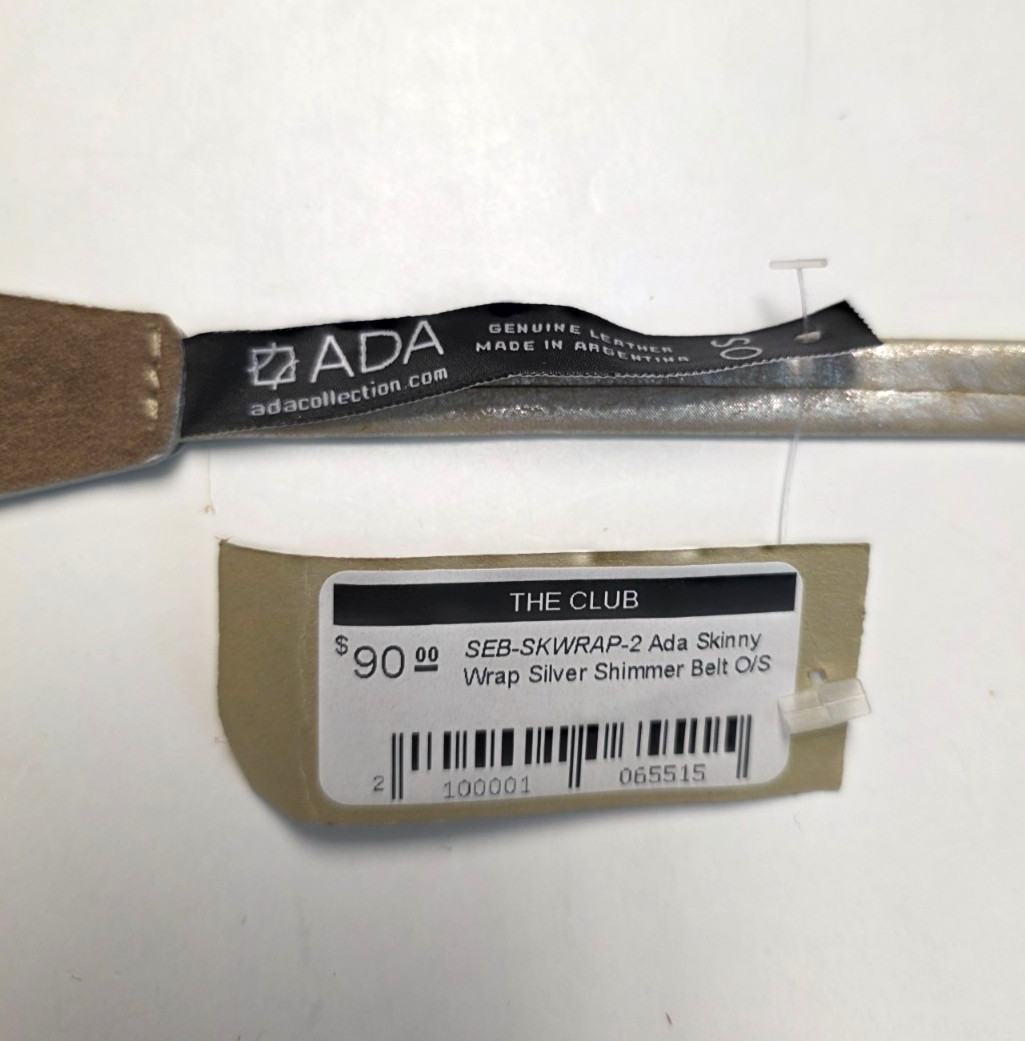 ADA
adacollection.com
GENUINE LEATHER
MADE IN ARGENTINA
OS
THE CLUB
$90 00
SEB-SKWRAP-2 Ada Skinny
Wrap Silver Shimmer Belt O/S
2 100001 065515